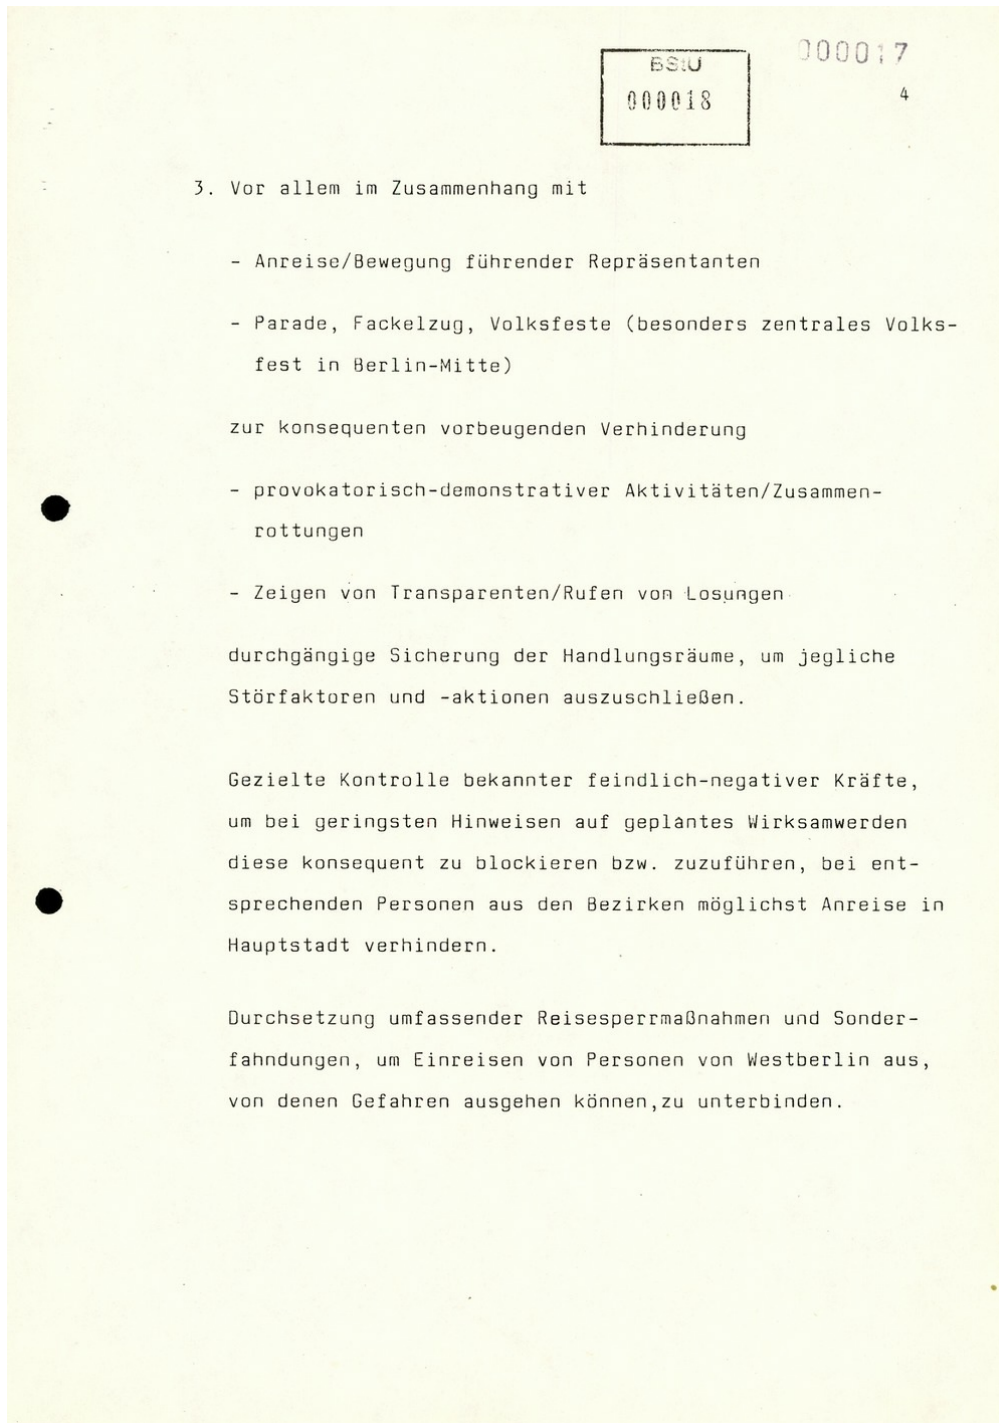 000017
BStU
000018
4
3. Vor allem im Zusammenhang mit
- Anreise/Bewegung führender Repräsentanten
- Parade, Fackelzug, Volksfeste (besonders zentrales Volks-
fest in Berlin-Mitte)
zur konsequenten vorbeugenden Verhinderung
- provokatorisch-demonstrativer Aktivitäten/Zusammen-
rottungen
- Zeigen von Transparenten/Rufen von Losungen
durchgängige Sicherung der Handlungsräume, um jegliche
Störfaktoren und -aktionen auszuschließen.
Gezielte Kontrolle bekannter feindlich-negativer Kräfte,
um bei geringsten Hinweisen auf geplantes Wirksamwerden
diese konsequent zu blockieren bzw. zuzuführen, bei ent-
sprechenden Personen aus den Bezirken möglichst Anreise in
Hauptstadt verhindern.
Durchsetzung umfassender Reisesperrmaßnahmen und Sonder-
fahndungen, um Einreisen von Personen von Westberlin aus,
von denen Gefahren ausgehen können,zu unterbinden.